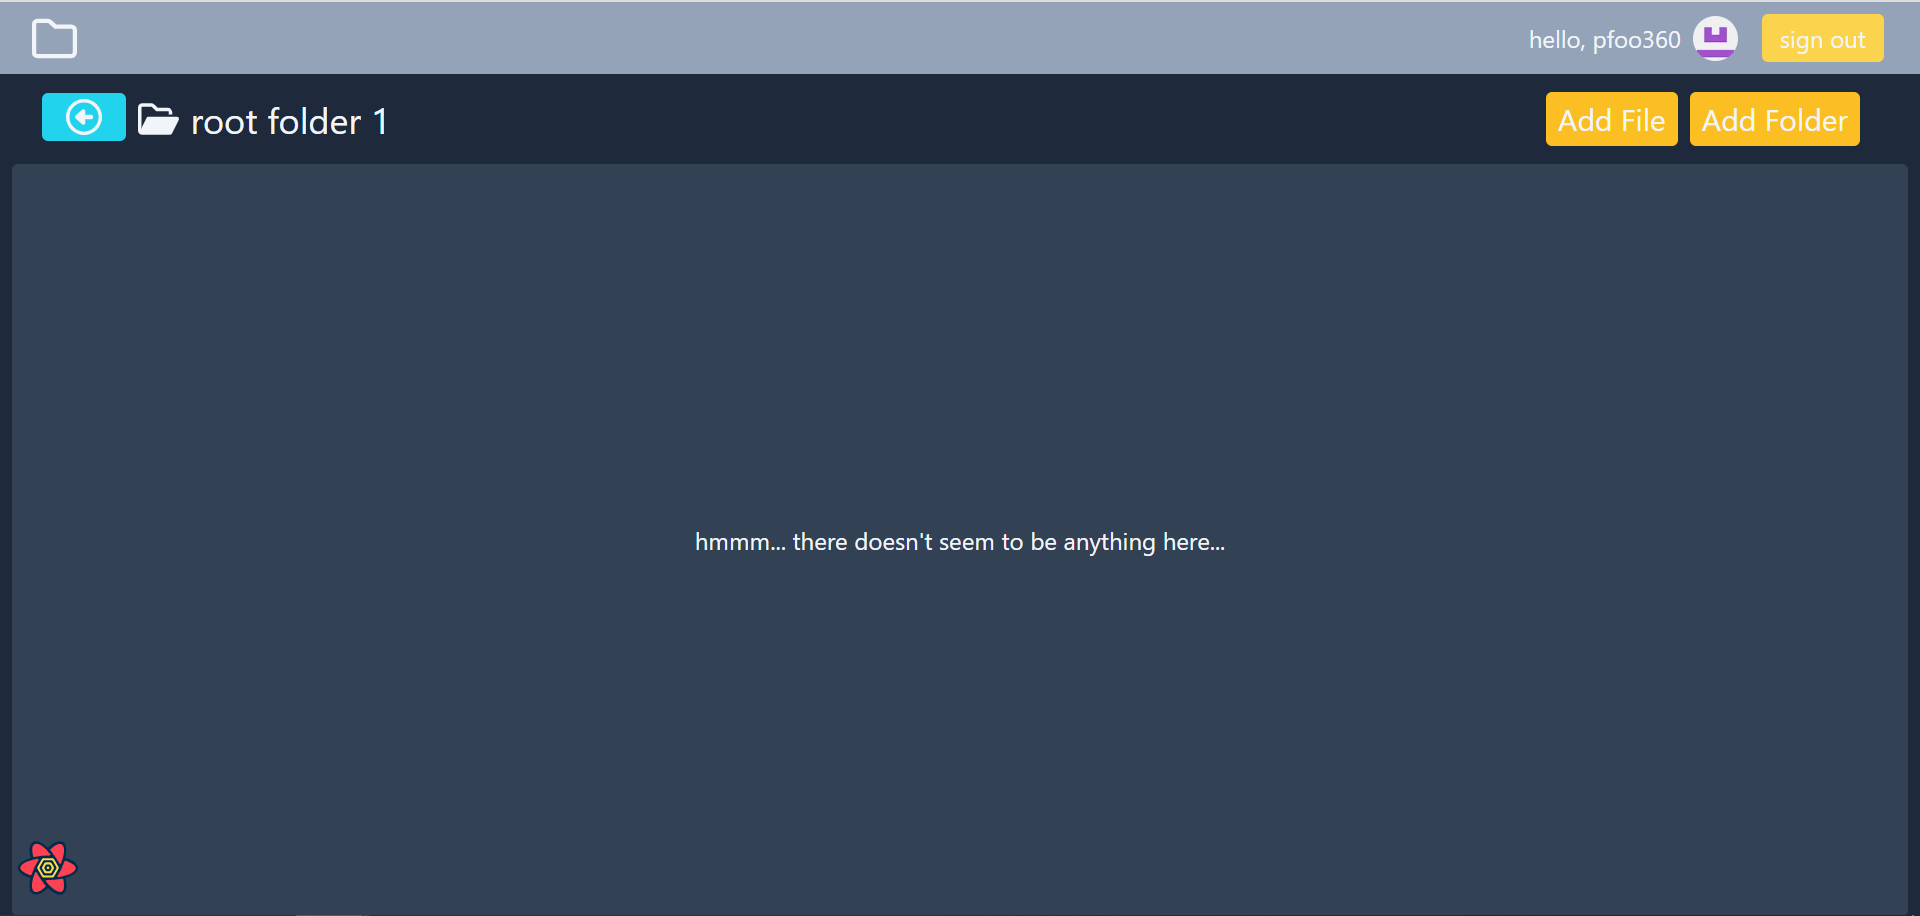 hello, pfoo360
sign out
root folder 1
Add File
Add Folder
hmmm... there doesn't seem to be anything here...